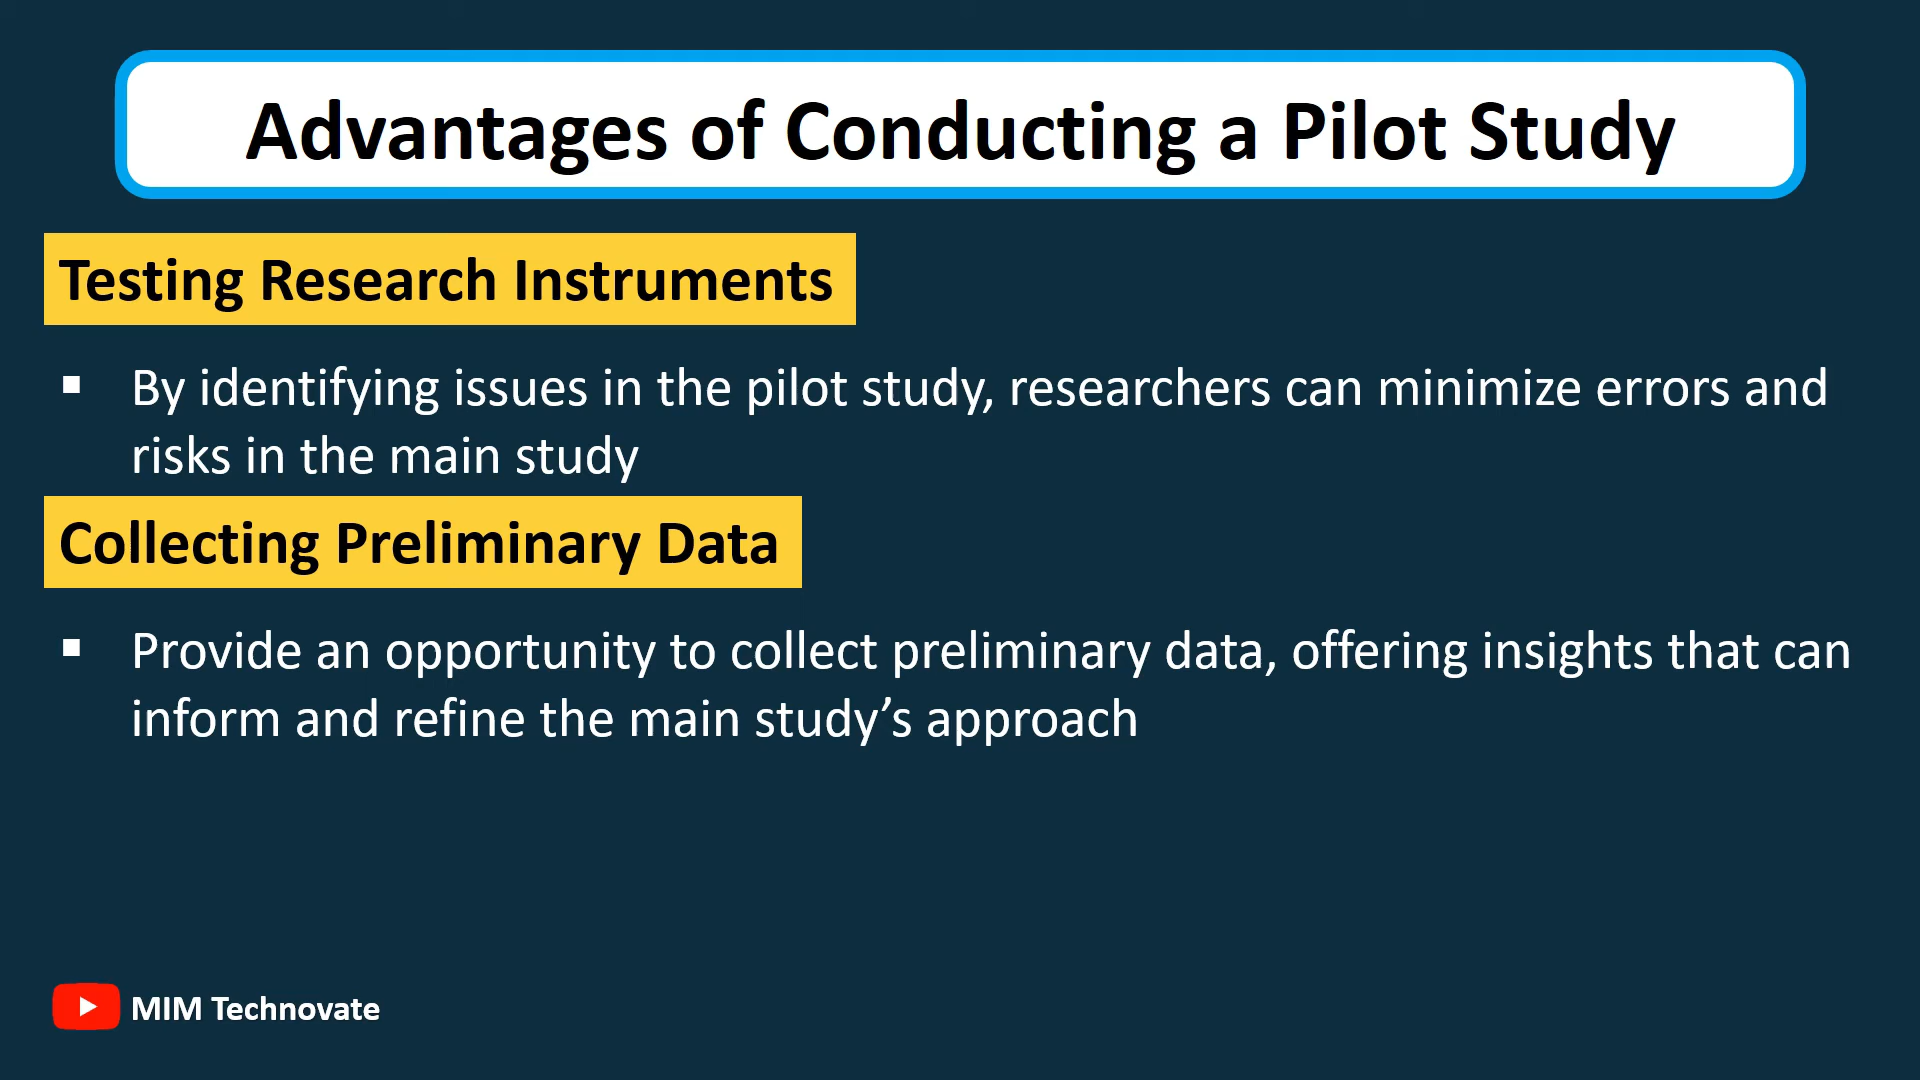 Advantages of Conducting a Pilot Study
Testing Research Instruments
▪ By identifying issues in the pilot study, researchers can minimize errors and
risks in the main study
Collecting Preliminary Data
▪ Provide an opportunity to collect preliminary data, offering insights that can
inform and refine the main study’s approach
MIM Technovate